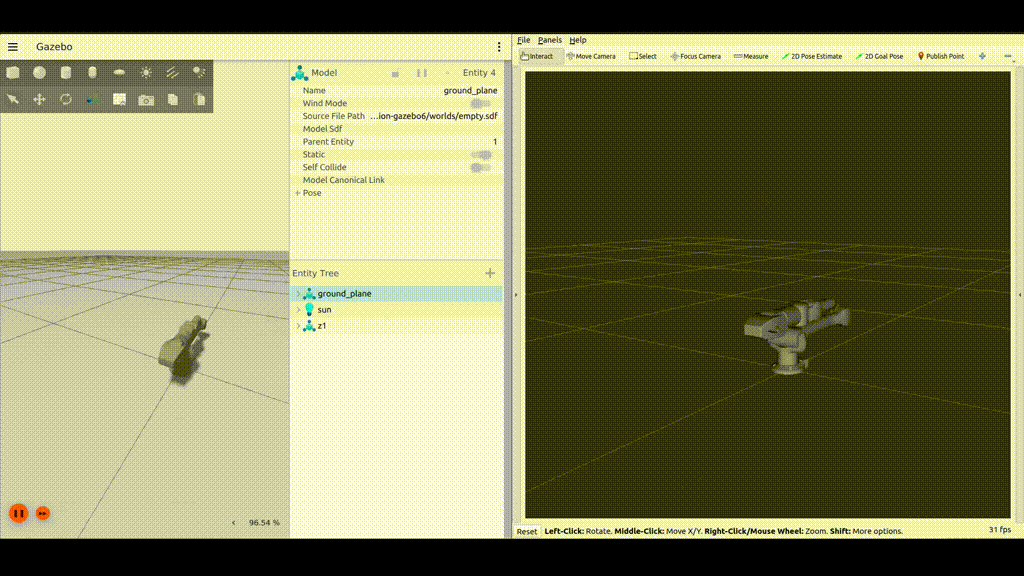 Gazebo
Model
Entity 4
Name
ground_plane
Wind Mode
Source File Path
...ion-gazebo6/worlds/empty.sdf
Model Sdf
Parent Entity
1
Static
Self Collide
Model Canonical Link
+ Pose
Entity Tree
ground_plane
sun
z1
96.54 %
File Panels Help
Interact Move Camera Select Focus Camera Measure 2D Pose Estimate 2D Goal Pose Publish Point
Reset Left-Click: Rotate. Middle-Click: Move X/Y. Right-Click/Mouse Wheel: Zoom. Shift: More options.
31 fps